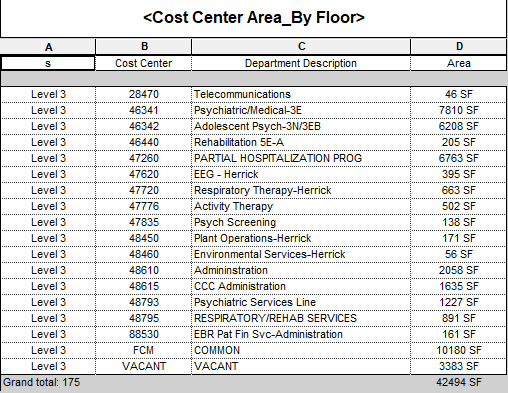 <Cost Center Area_By Floor>
A B C D
s Cost Center Department Description Area
Level 3 28470 Telecommunications 46 SF
Level 3 46341 Psychiatric/Medical-3E 7810 SF
Level 3 46342 Adolescent Psych-3N/3EB 6208 SF
Level 3 46440 Rehabilitation 5E-A 205 SF
Level 3 47260 PARTIAL HOSPITALIZATION PROG 6763 SF
Level 3 47620 EEG - Herrick 395 SF
Level 3 47720 Respiratory Therapy-Herrick 663 SF
Level 3 47776 Activity Therapy 502 SF
Level 3 47835 Psych Screening 138 SF
Level 3 48450 Plant Operations-Herrick 171 SF
Level 3 48460 Environmental Services-Herrick 56 SF
Level 3 48610 Admininstration 2058 SF
Level 3 48615 CCC Administration 1635 SF
Level 3 48793 Psychiatric Services Line 1227 SF
Level 3 48795 RESPIRATORY/REHAB SERVICES 891 SF
Level 3 88530 EBR Pat Fin Svc-Administration 161 SF
Level 3 FCM COMMON 10180 SF
Level 3 VACANT VACANT 3383 SF
Grand total: 175 42494 SF